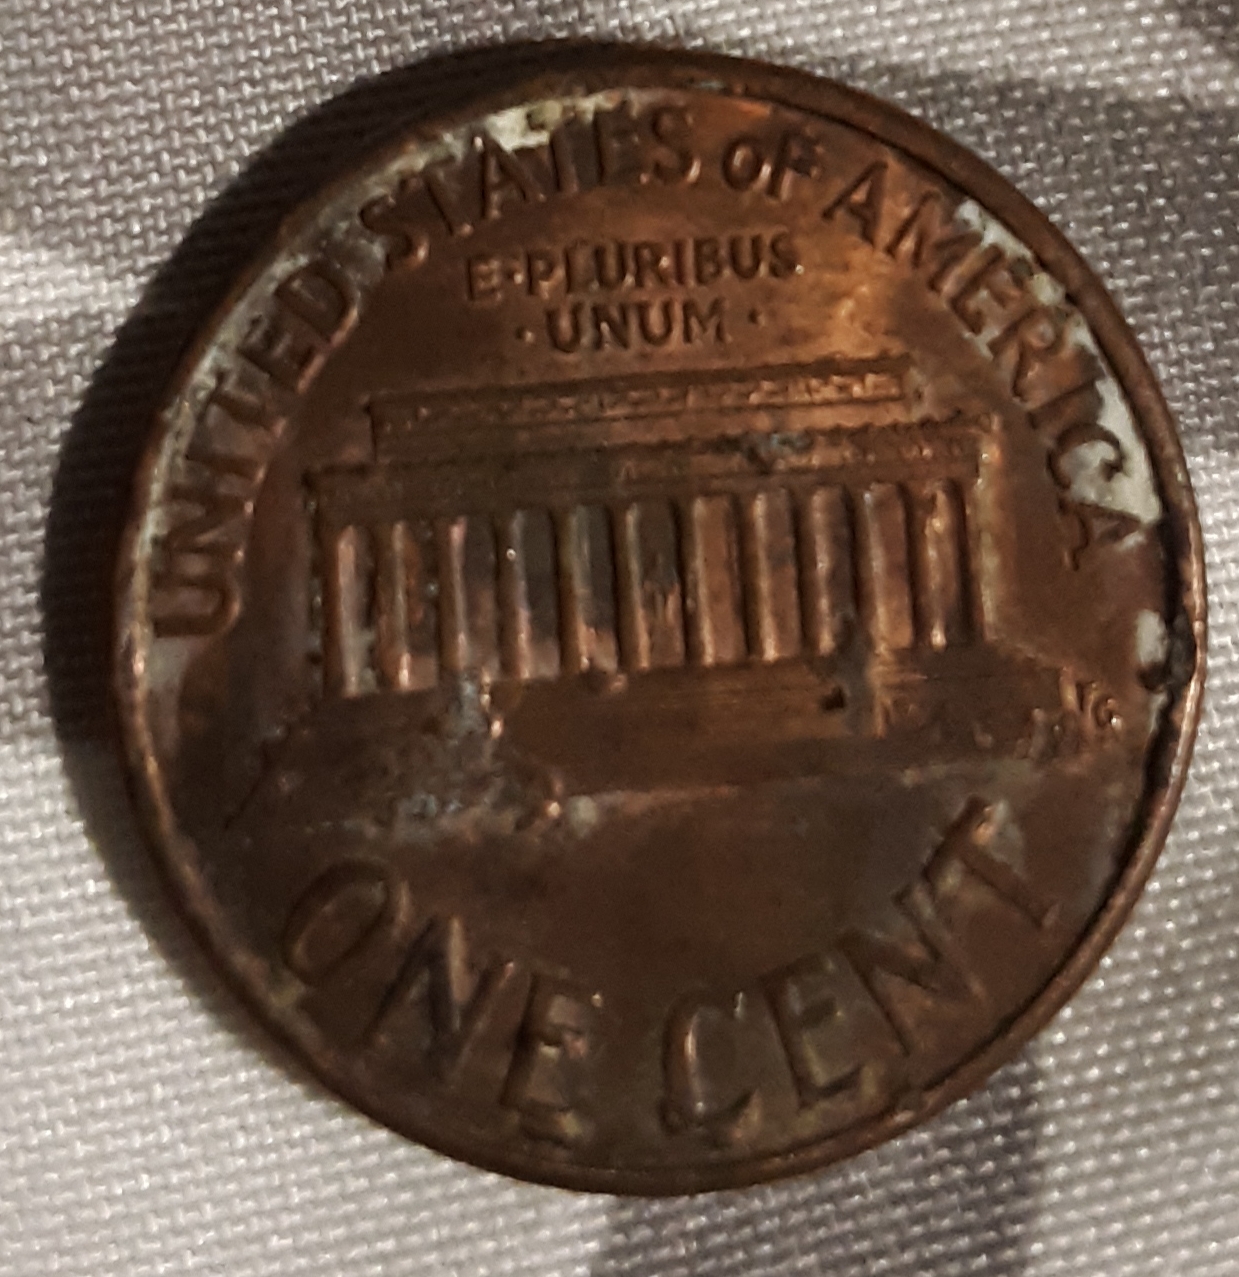 UNITED STATES OF AMERICA
E·PLURIBUS
·UNUM·
ONE CENT